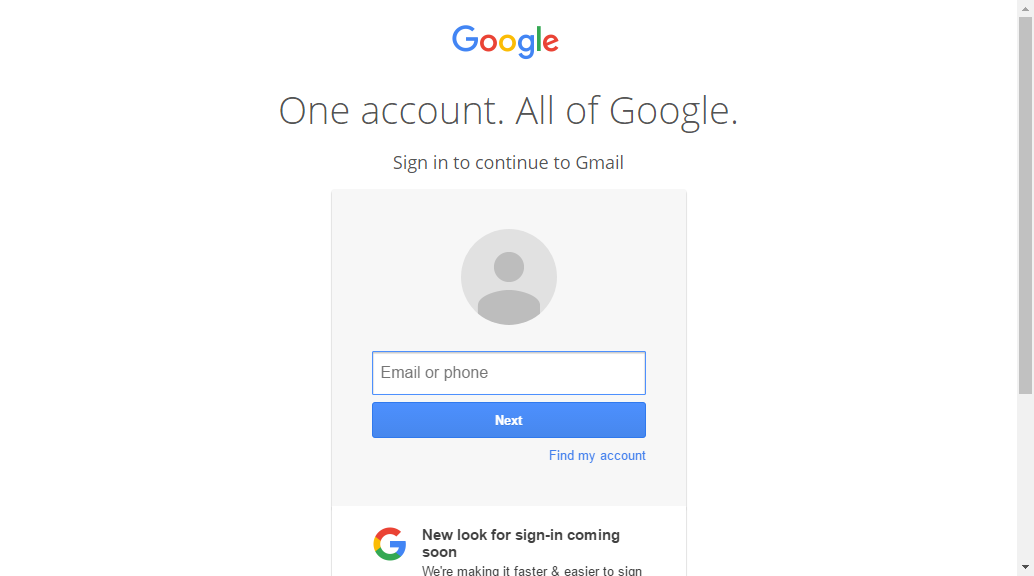 Google
One account. All of Google.
Sign in to continue to Gmail
Email or phone
Next
Find my account
New look for sign-in coming
soon
We're making it faster & easier to sign